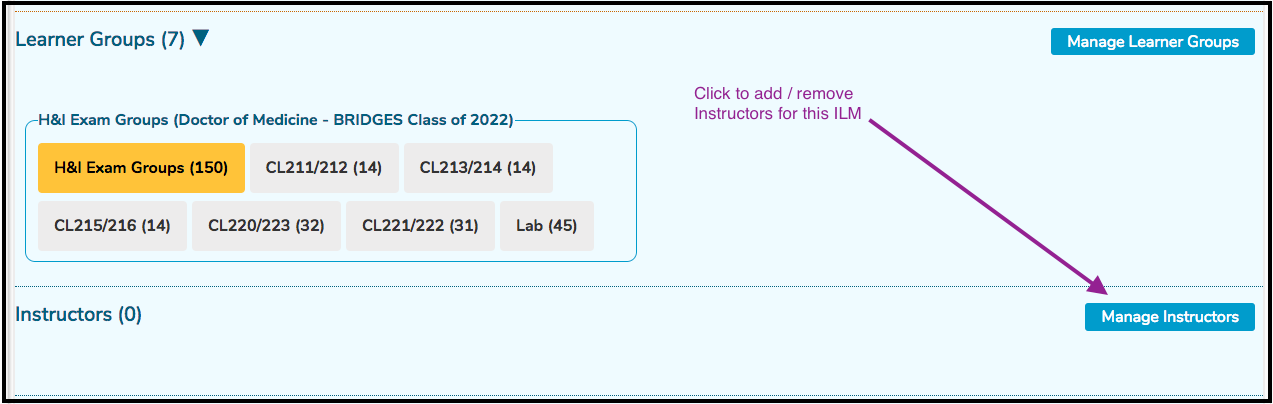 Learner Groups (7) ▼
Manage Learner Groups
Click to add / remove
Instructors for this ILM
H&I Exam Groups (Doctor of Medicine - BRIDGES Class of 2022)
H&I Exam Groups (150) CL211/212 (14) CL213/214 (14)
CL215/216 (14) CL220/223 (32) CL221/222 (31) Lab (45)
Instructors (0)
Manage Instructors